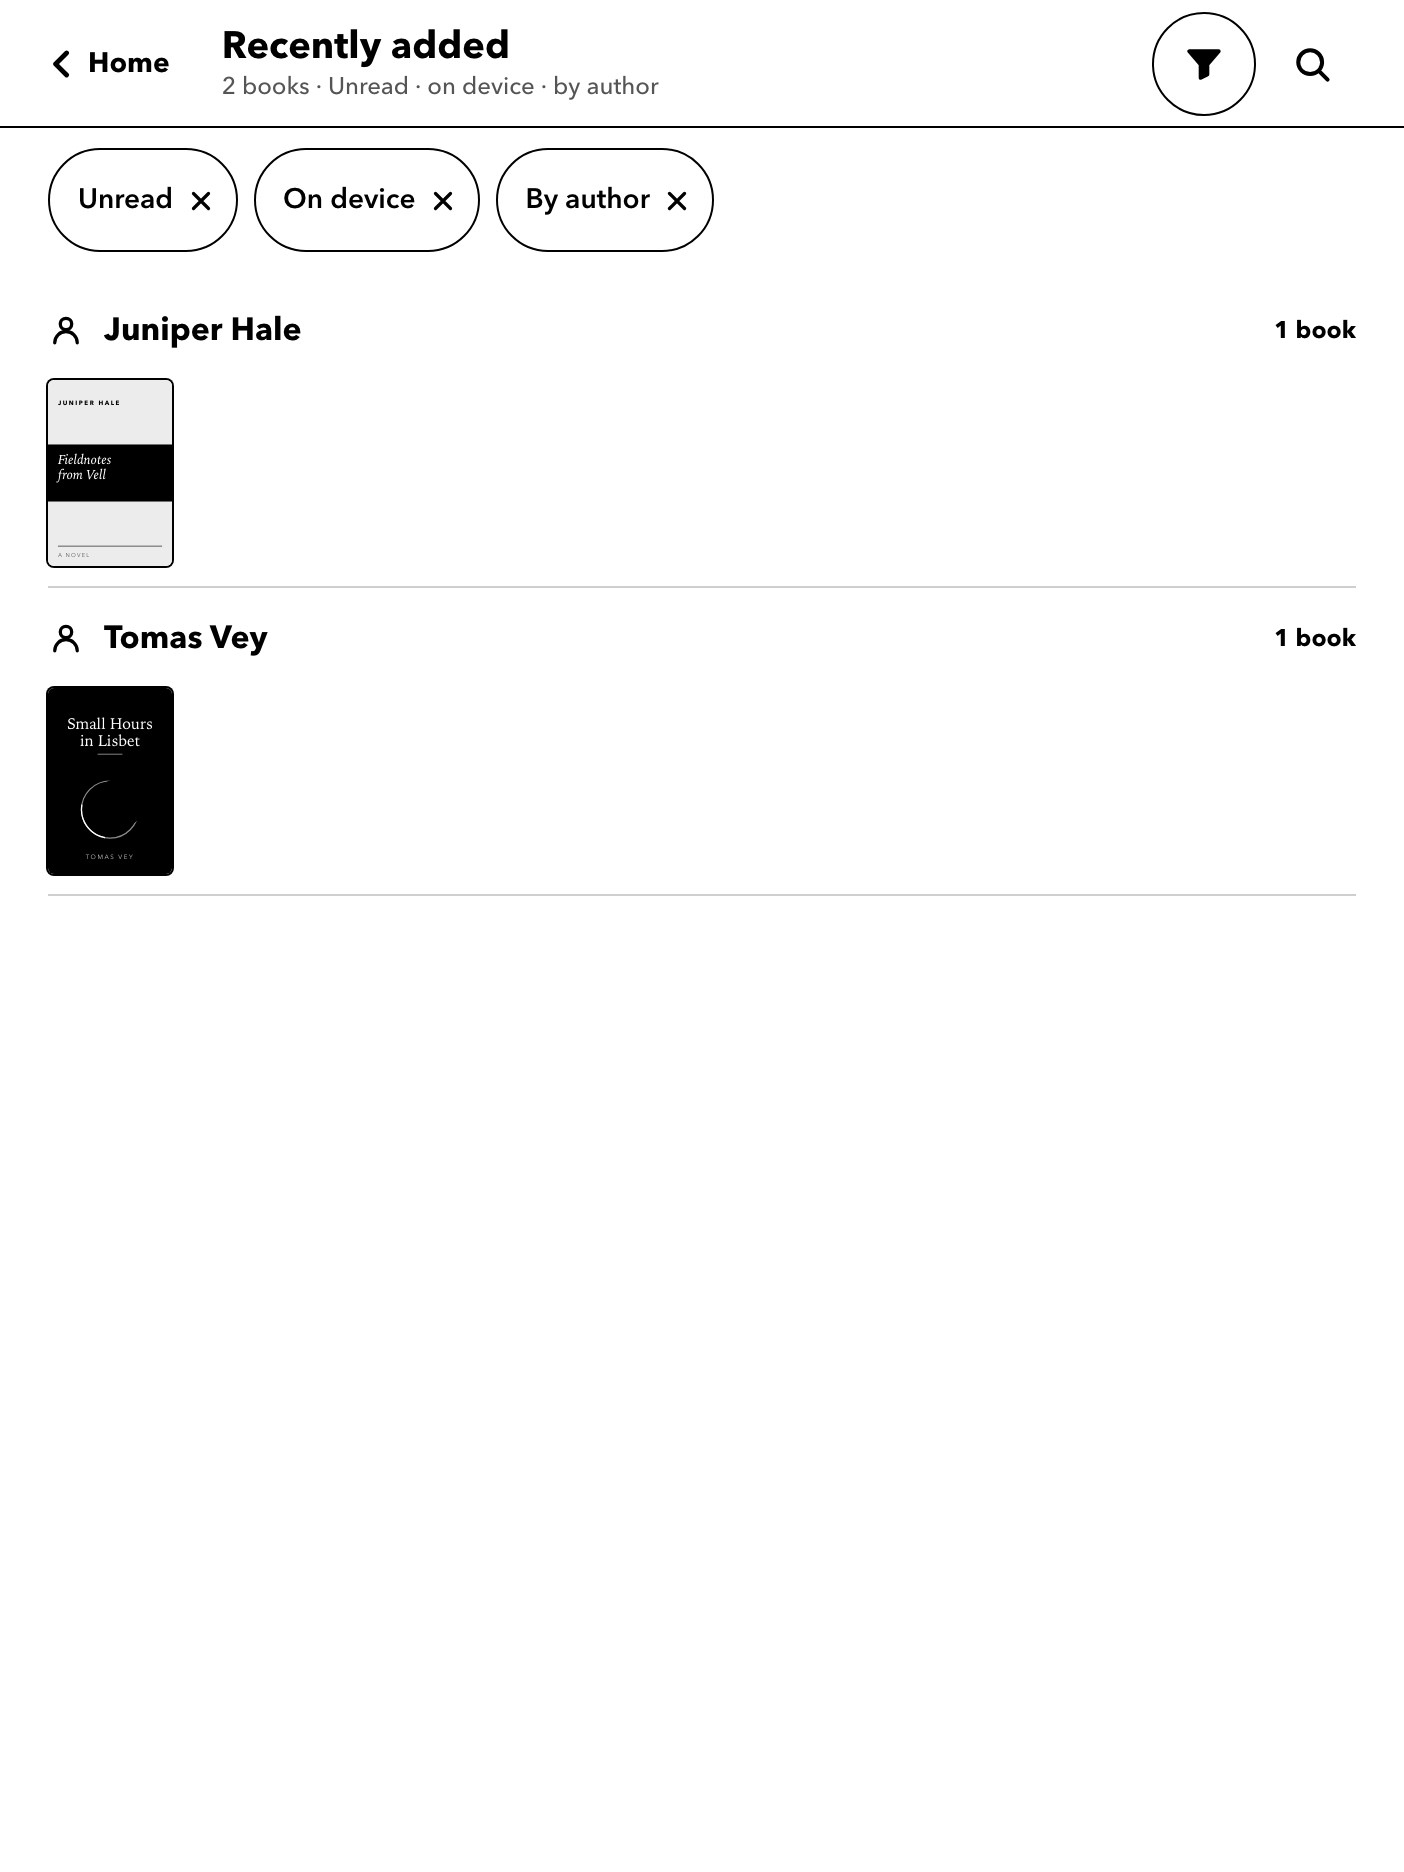 Home
Recently added
2 books · Unread · on device · by author
Unread
On device
By author
Juniper Hale
1 book
JUNIPER HALE
Fieldnotes
from Vell
A NOVEL
Tomas Vey
1 book
Small Hours
in Lisbet
TOMAS VEY